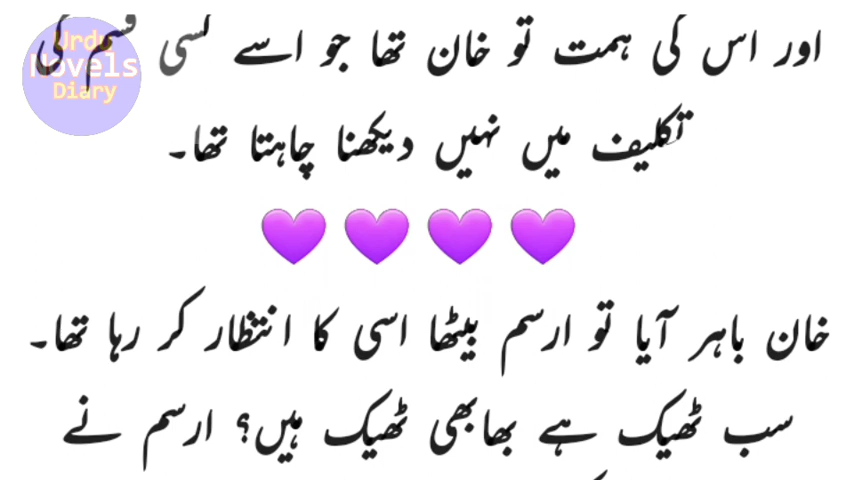 Urdu
Novels
Diary
اور اس کی ہمت تو خان تھا جو اسے کسی قسم کی
تکلیف میں نہیں دیکھنا چاہتا تھا۔
خان باہر آیا تو ارسم بیٹھا اسی کا انتظار کر رہا تھا۔
سب ٹھیک ہے بھابھی ٹھیک ہیں؟ ارسم نے